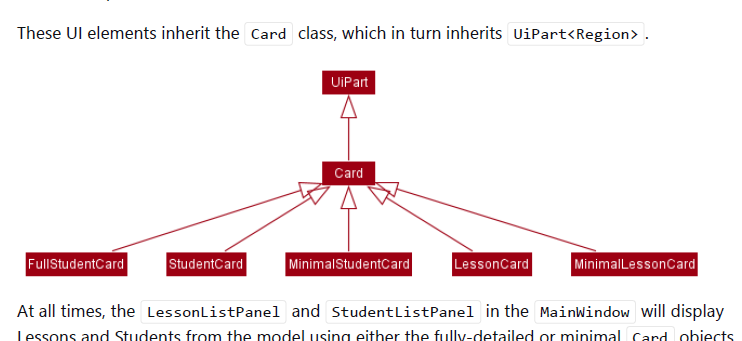 These UI elements inherit the Card class, which in turn inherits UiPart<Region>.
UiPart
Card
FullStudentCard StudentCard MinimalStudentCard LessonCard MinimalLessonCard
At all times, the LessonListPanel and StudentListPanel in the MainWindow will display
Lessons and Students from the model using either the fully-detailed or minimal Card objects